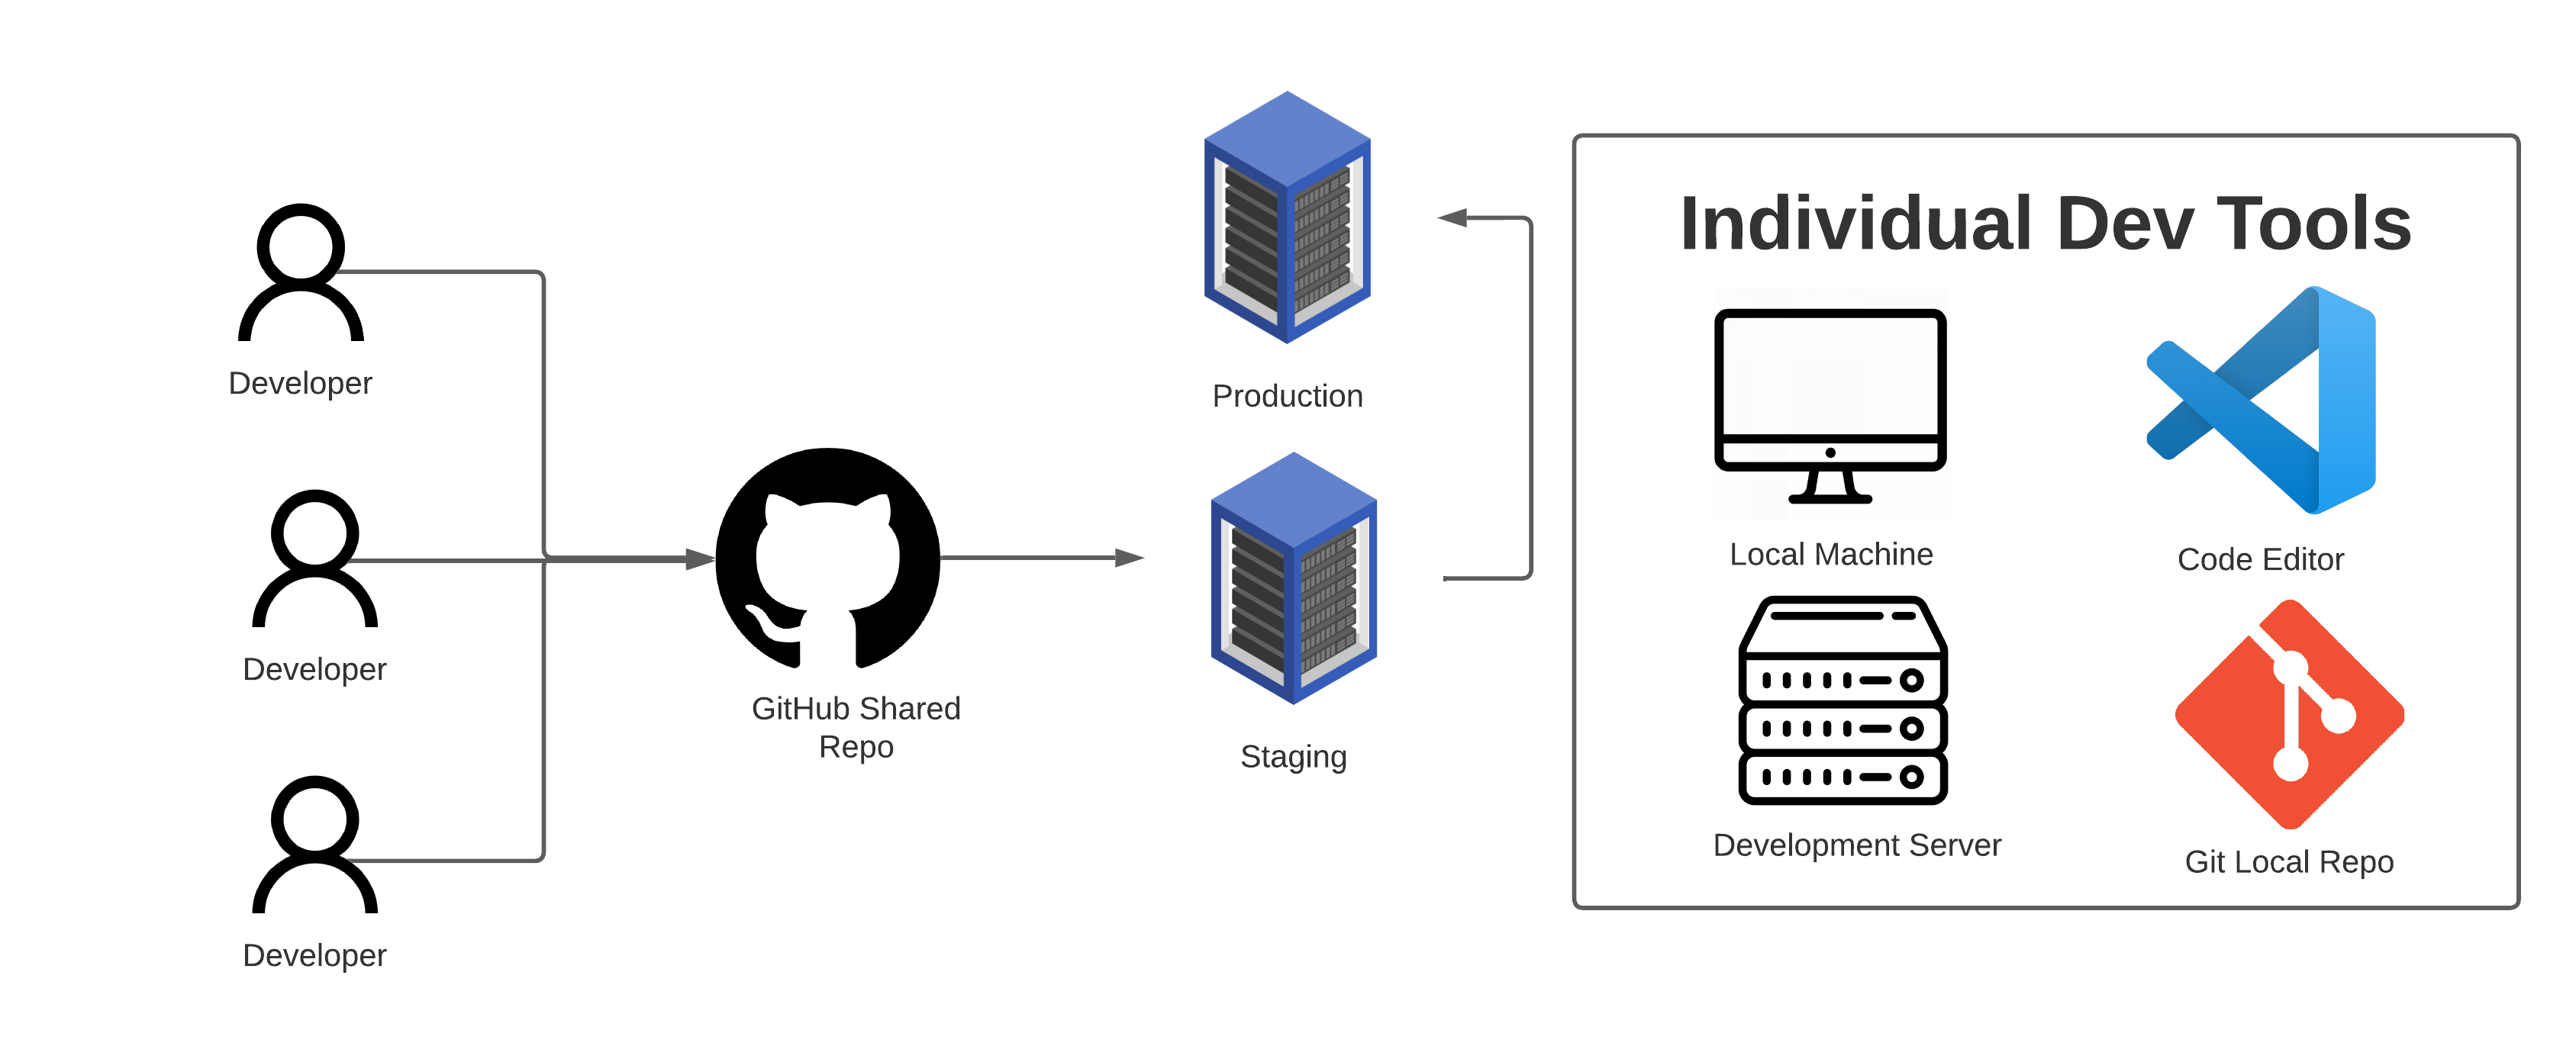 Developer
Developer
Developer
GitHub Shared
Repo
Production
Staging
Individual Dev Tools
Local Machine
Code Editor
Development Server
Git Local Repo